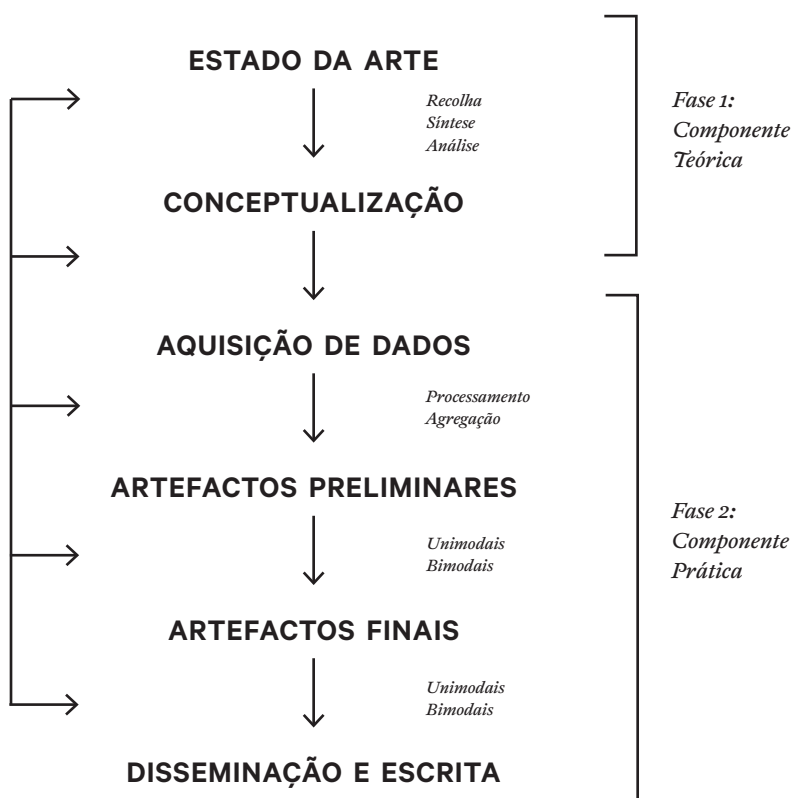 ESTADO DA ARTE
Recolha
Síntese
Análise
Fase 1:
Componente
Teórica
CONCEPTUALIZAÇÃO
AQUISIÇÃO DE DADOS
Processamento
Agregação
ARTEFACTOS PRELIMINARES
Fase 2:
Componente
Prática
Unimodais
Bimodais
ARTEFACTOS FINAIS
Unimodais
Bimodais
DISSEMINAÇÃO E ESCRITA